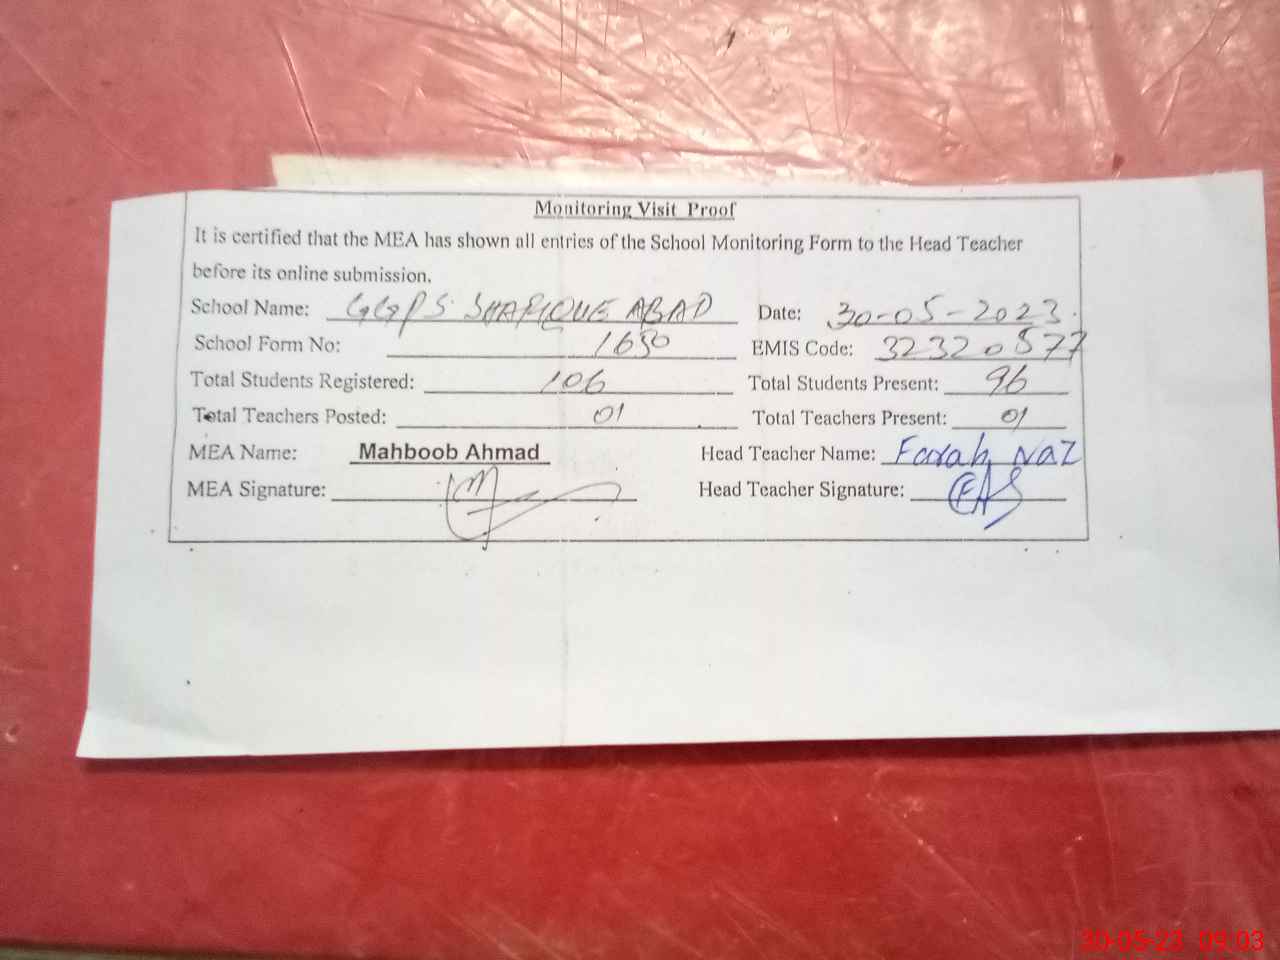 Monitoring Visit Proof
It is certified that the MEA has shown all entries of the School Monitoring Form to the Head Teacher
before its online submission.
School Name: GGPS SHARIQUE ABAD Date: 30-05-2023
School Form No: 1650 EMIS Code: 32320577
Total Students Registered: 106 Total Students Present: 96
Total Teachers Posted: 01 Total Teachers Present: 01
MEA Name: Mahboob Ahmad Head Teacher Name: Farah Naz
MEA Signature: Head Teacher Signature:
30-05-23 09:03